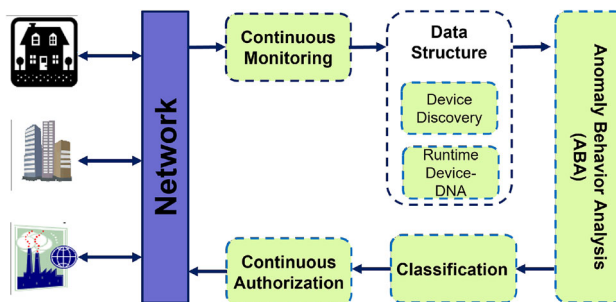 Network
Continuous
Monitoring
Data
Structure
Device
Discovery
Runtime
Device-
DNA
Anomaly Behavior Analysis
(ABA)
Classification
Continuous
Authorization